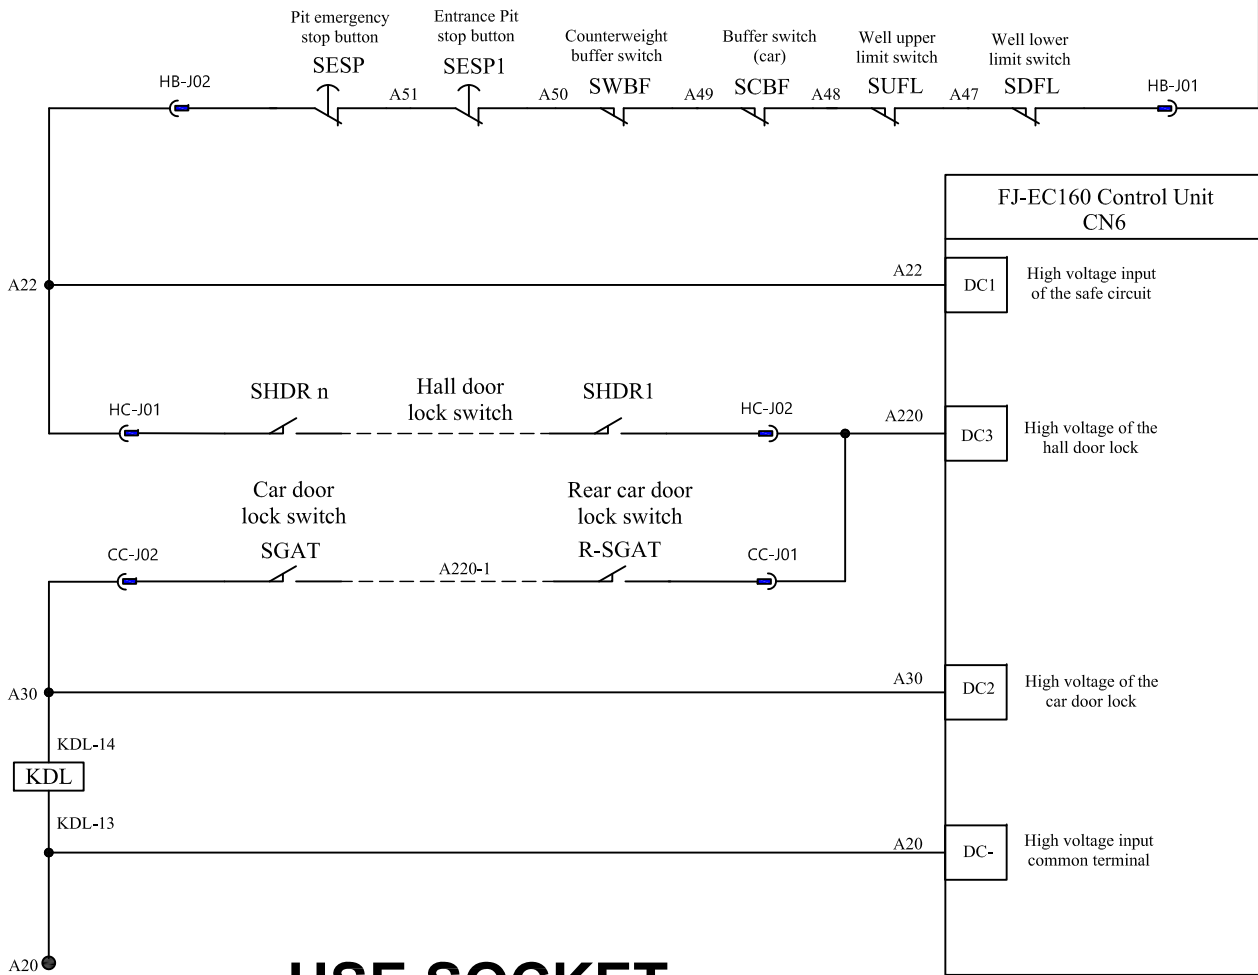 Pit emergency
stop button
SESP
Entrance Pit
stop button
SESP1
Counterweight
buffer switch
SWBF
Buffer switch
(car)
SCBF
Well upper
limit switch
SUFL
Well lower
limit switch
SDFL
HB-J02
A51
A50
A49
A48
A47
HB-J01
FJ-EC160 Control Unit
CN6
A22
A22
DC1
High voltage input
of the safe circuit
HC-J01
SHDR n
Hall door
lock switch
SHDR1
HC-J02
A220
DC3
High voltage of the
hall door lock
Car door
lock switch
SGAT
Rear car door
lock switch
R-SGAT
CC-J02
A220-1
CC-J01
A30
A30
DC2
High voltage of the
car door lock
KDL-14
KDL
KDL-13
A20
DC-
High voltage input
common terminal
A20
USE SOCKET